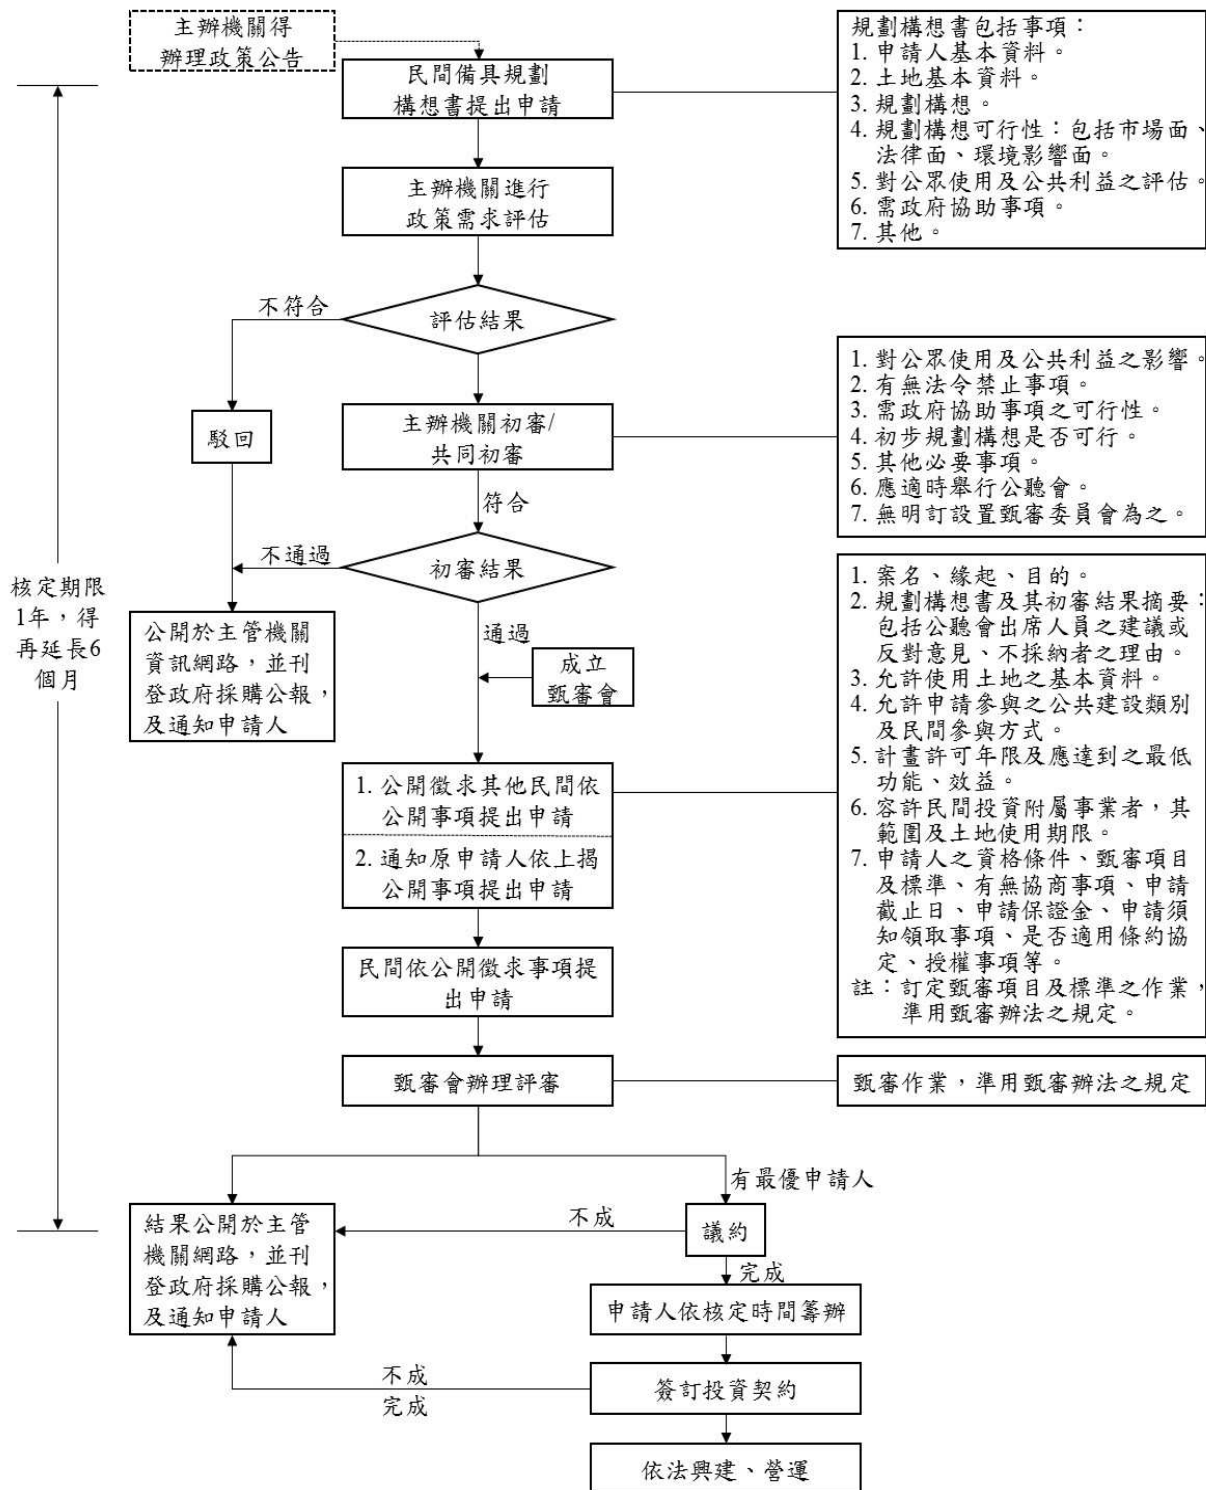 主辦機關得
辦理政策公告
民間備具規劃
構想書提出申請
規劃構想書包括事項：
1. 申請人基本資料。
2. 土地基本資料。
3. 規劃構想。
4. 規劃構想可行性：包括市場面、
法律面、環境影響面。
5. 對公眾使用及公共利益之評估。
6. 需政府協助事項。
7. 其他。
主辦機關進行
政策需求評估
評估結果
不符合
駁回
主辦機關初審/
共同初審
1. 對公眾使用及公共利益之影響。
2. 有無法令禁止事項。
3. 需政府協助事項之可行性。
4. 初步規劃構想是否可行。
5. 其他必要事項。
6. 應適時舉行公聽會。
7. 無明訂設置甄審委員會為之。
符合
初審結果
不通過
公開於主管機關
資訊網路，並刊
登政府採購公報，
及通知申請人
通過
成立
甄審會
核定期限
1年，得
再延長6
個月
1. 公開徵求其他民間依
公開事項提出申請
2. 通知原申請人依上揭
公開事項提出申請
1. 案名、緣起、目的。
2. 規劃構想書及其初審結果摘要：
包括公聽會出席人員之建議或
反對意見、不採納者之理由。
3. 允許使用土地之基本資料。
4. 允許申請參與之公共建設類別
及民間參與方式。
5. 計畫許可年限及應達到之最低
功能、效益。
6. 容許民間投資附屬事業者，其
範圍及土地使用期限。
7. 申請人之資格條件、甄審項目
及標準、有無協商事項、申請
截止日、申請保證金、申請須
知領取事項、是否適用條約協
定、授權事項等。
註：訂定甄審項目及標準之作業，
準用甄審辦法之規定。
民間依公開徵求事項提
出申請
甄審會辦理評審
甄審作業，準用甄審辦法之規定
有最優申請人
議約
不成
結果公開於主管
機關網路，並刊
登政府採購公報，
及通知申請人
完成
申請人依核定時間籌辦
簽訂投資契約
不成
完成
依法興建、營運